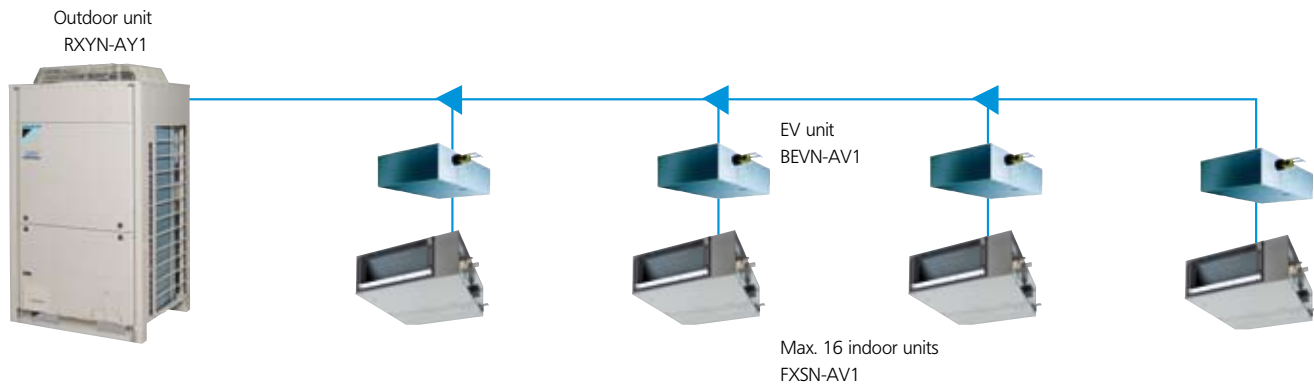 Outdoor unit
RXYN-AY1
EV unit
BEVN-AV1
Max. 16 indoor units
FXSN-AV1